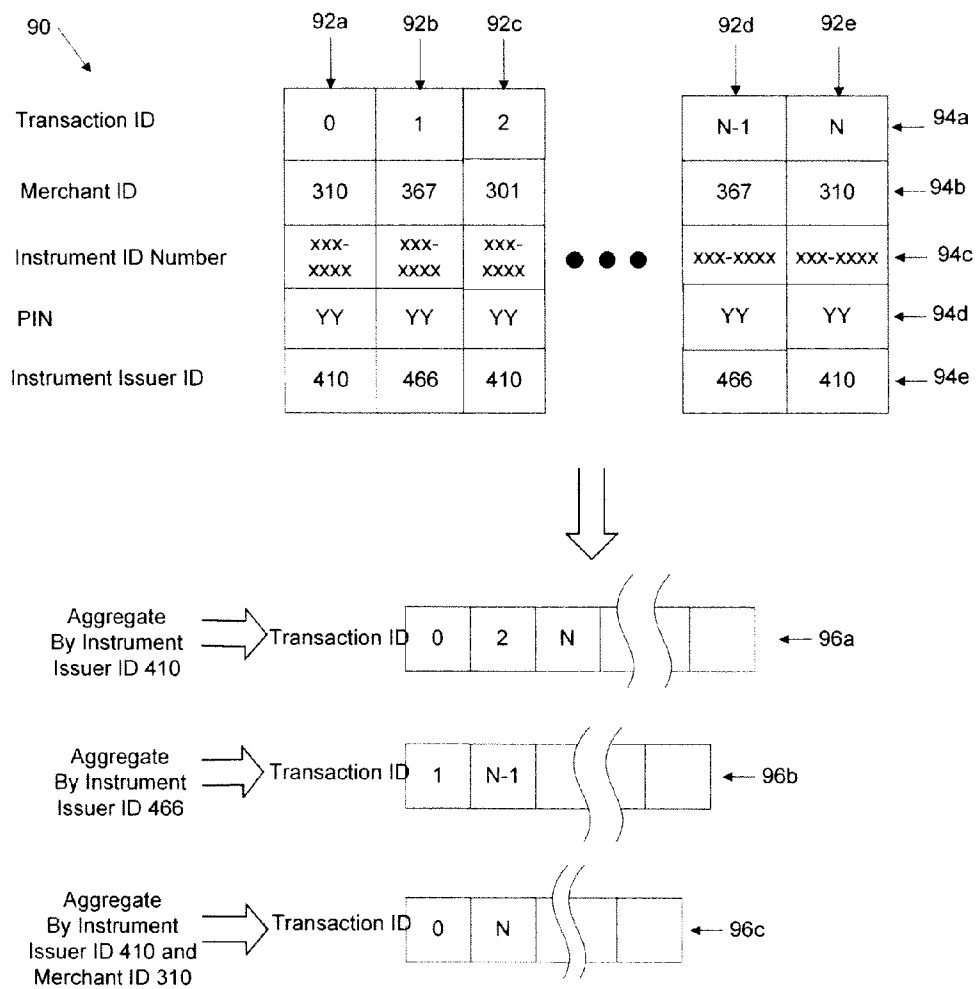 90
92a 92b 92c 92d 92e
Transaction ID 0 1 2 N-1 N 94a
Merchant ID 310 367 301 367 310 94b
xxx- xxx- xxx-
Instrument ID Number xxx-xxxx xxx-xxxx 94c
xxxx xxxx xxxx
PIN YY YY YY YY YY 94d
Instrument Issuer ID 410 466 410 466 410 94e
Aggregate
By Instrument
Issuer ID 410
Transaction ID 0 2 N 96a
Aggregate
By Instrument
Issuer ID 466
Transaction ID 1 N-1 96b
Aggregate
By Instrument
Issuer ID 410 and
Merchant ID 310
Transaction ID 0 N 96c